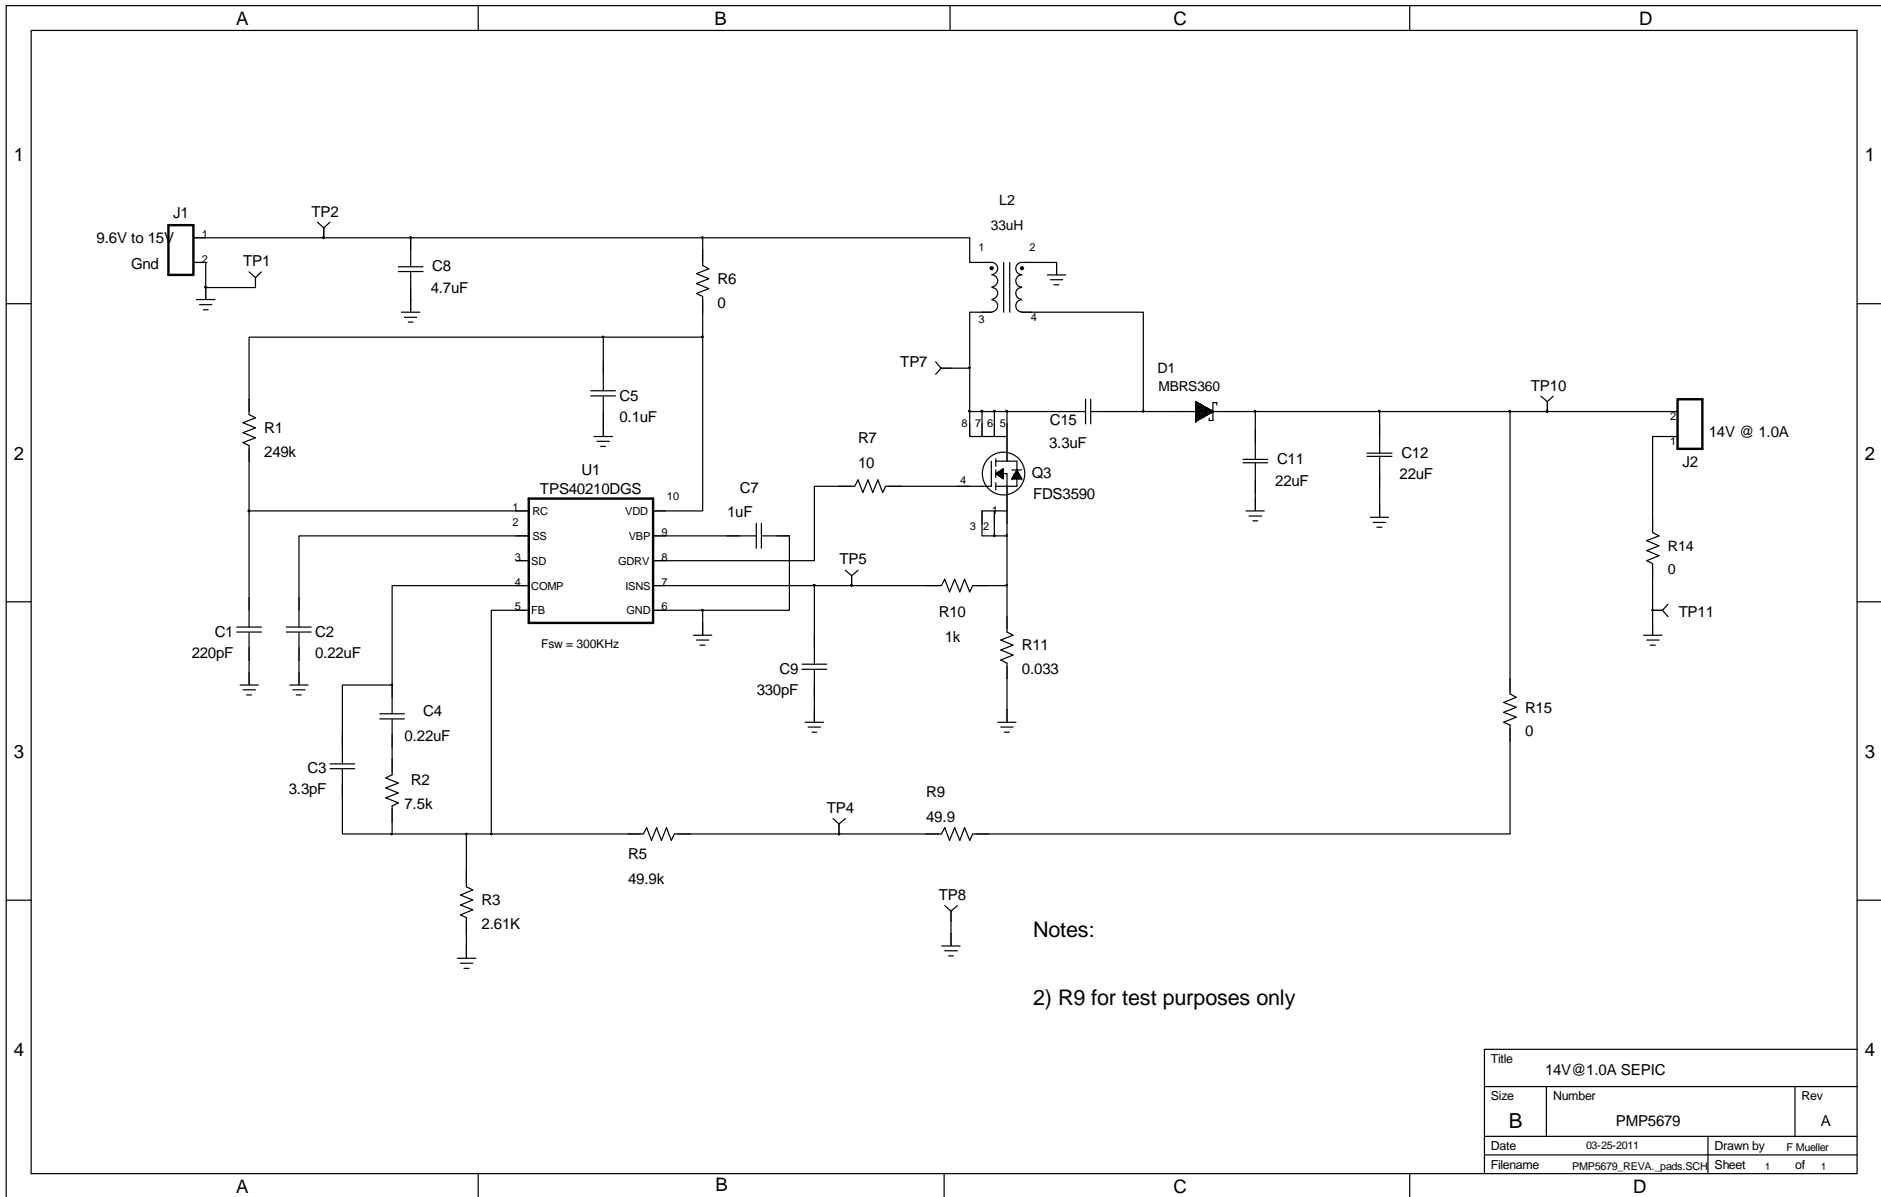 A B C D
1 1
L2
33uH
J1
TP2
1 2
9.6V to 15V
1
TP1
Gnd
2
C8
4.7uF
R6
0
3 4
TP7
D1
MBRS360
TP10
C5
0.1uF
8 7 6 5
C15
3.3uF
2
1
14V @ 1.0A
J2
R1
249k
2 2
R7
10
C11
22uF
C12
22uF
Q3
FDS3590
4
U1
TPS40210DGS
10
C7
1uF
1 RC VDD
2
SS VBP 9
3 SD GDRV 8
4 COMP ISNS 7
5 FB GND 6
Fsw = 300KHz
1
3 2
TP5
R14
0
R10
1k
TP11
C1
220pF
C2
0.22uF
R11
0.033
C9
330pF
C4
0.22uF
R15
0
3 3
C3
3.3pF
R2
7.5k
TP4
R9
49.9
R5
49.9k
R3
2.61K
TP8
Notes:
2) R9 for test purposes only
4 4
Title
14V@1.0A SEPIC
Size Number Rev
B PMP5679 A
Date 03-25-2011 Drawn by F Mueller
Filename PMP5679_REVA._pads.SCH Sheet 1 of 1
A B C D